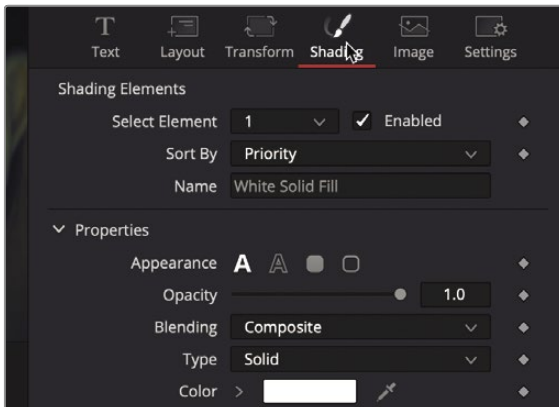 T
Text Layout Transform Shading Image Settings
Shading Elements
Select Element 1 Enabled
Sort By Priority
Name White Solid Fill
Properties
Appearance A A
Opacity 1.0
Blending Composite
Type Solid
Color